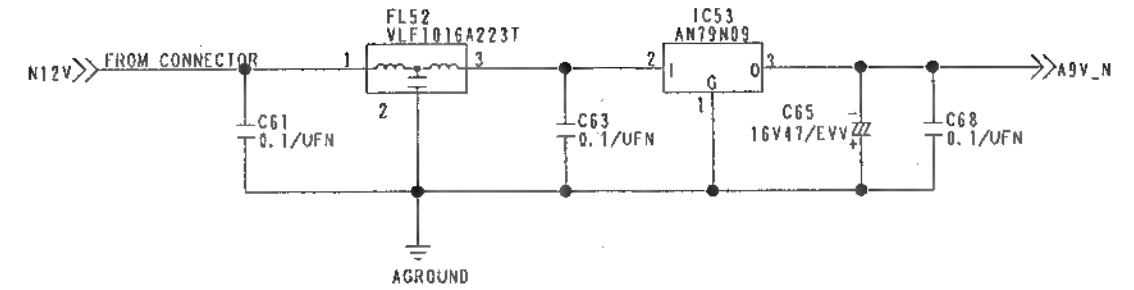 FL52
VLF1016A223T
IC53
AN79N09
N12V
FROM CONNECTOR
1
3
2
2
I
O
G
3
1
A9V_N
C61
0.1/UFN
C63
0.1/UFN
C65
16V47/EVV
-
+
C68
0.1/UFN
AGROUND